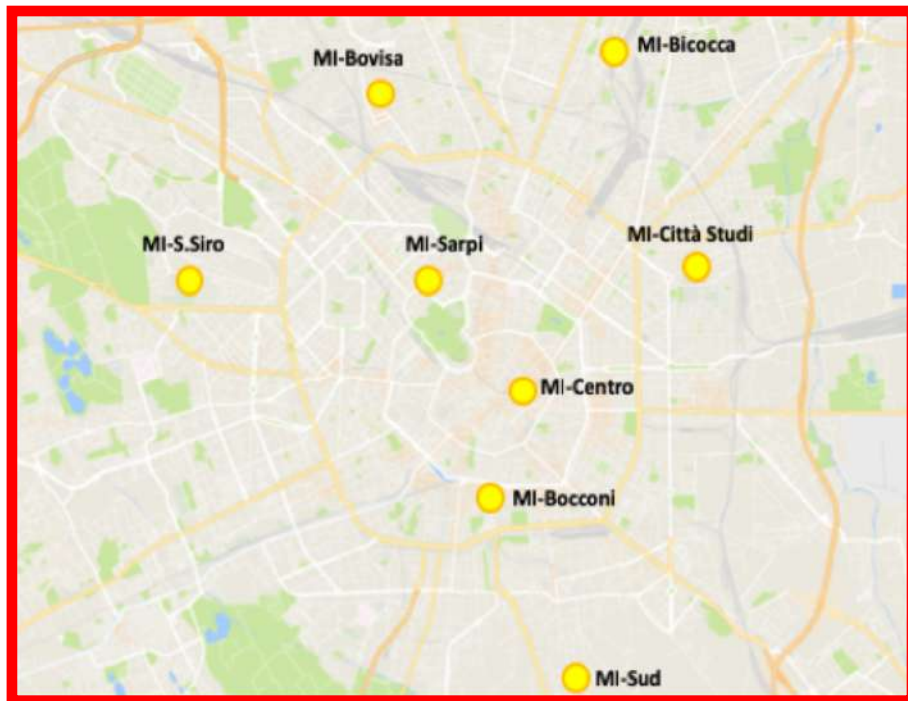 MI-Bicocca
MI-Bovisa
MI-Città Studi
MI-S.Siro
MI-Sarpi
MI-Centro
MI-Bocconi
MI-Sud